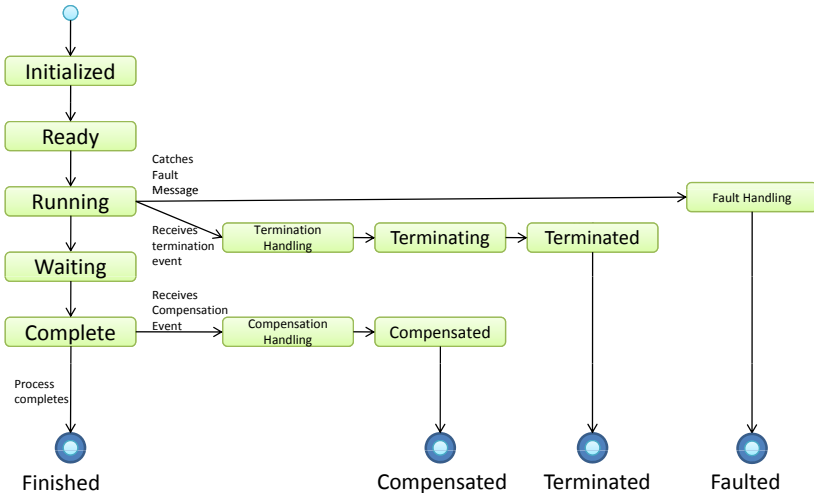 Initialized
Ready
Catches
Fault
Message
Running
Fault Handling
Receives
termination
event
Termination
Handling
Terminating
Terminated
Waiting
Receives
Compensation
Event
Complete
Compensation
Handling
Compensated
Process
completes
Finished
Compensated
Terminated
Faulted